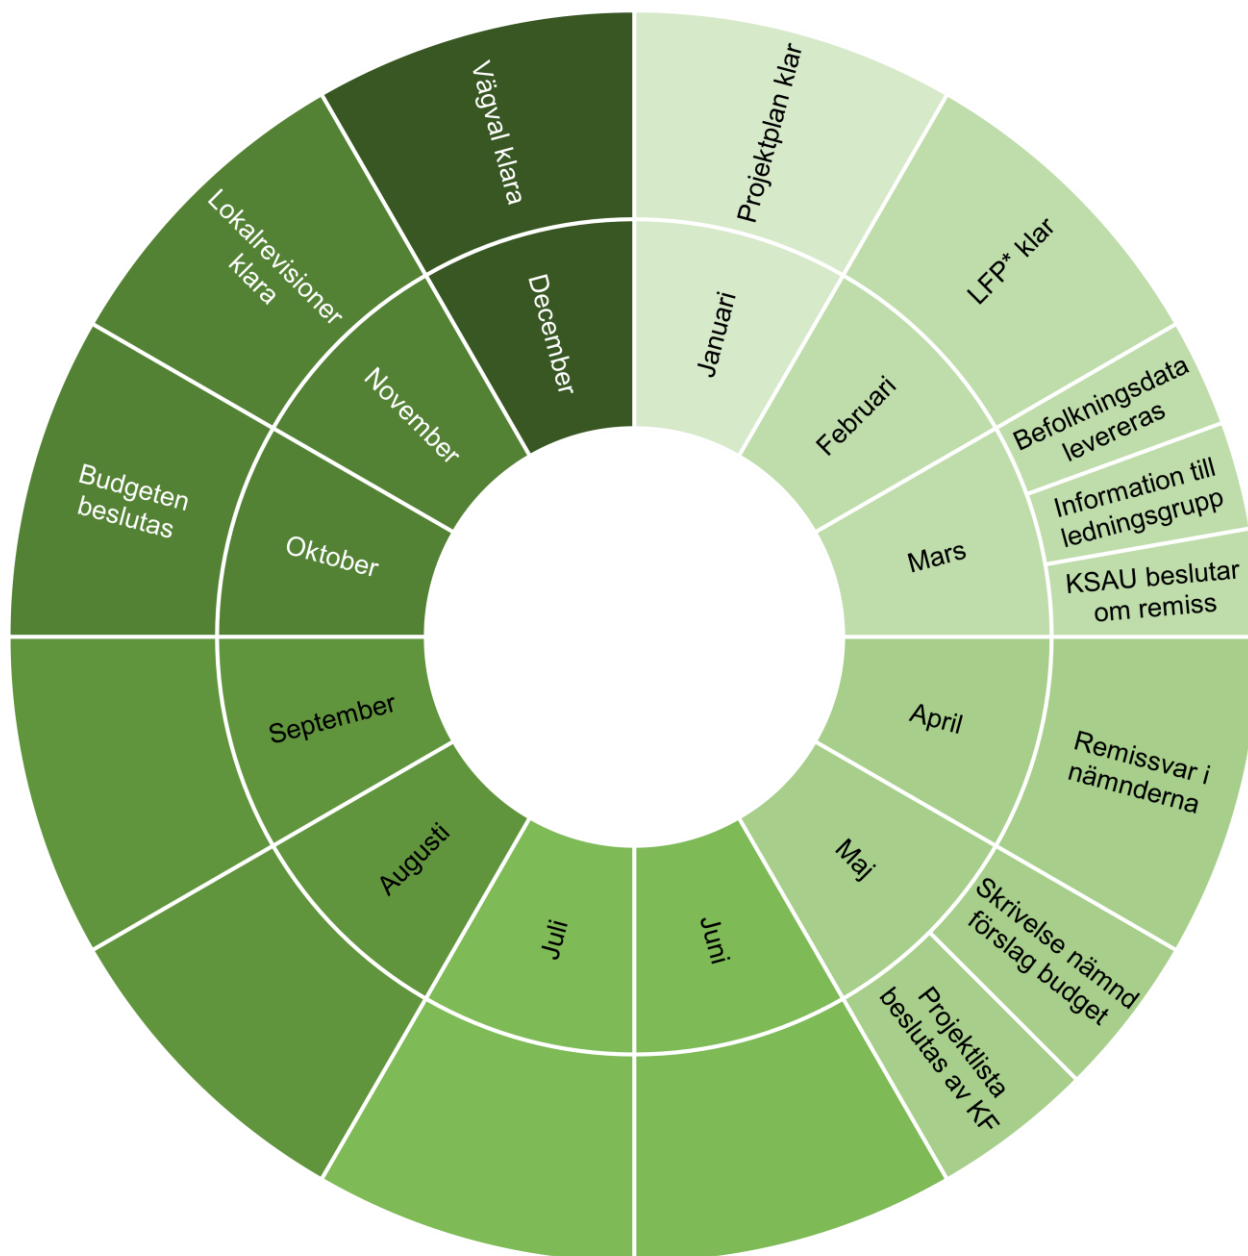 Januari
Projektplan klar
Februari
LFP* klar
Mars
Befolkningsdata
levereras
Information till
ledningsgrupp
KSAU beslutar
om remiss
April
Remissvar i
nämnderna
Maj
Skrivelse nämnd
förslag budget
Projektlista
beslutas av KF
Juni
Juli
Augusti
September
Oktober
Budgeten
beslutas
November
Lokalrevisioner
klara
December
Vägval klara